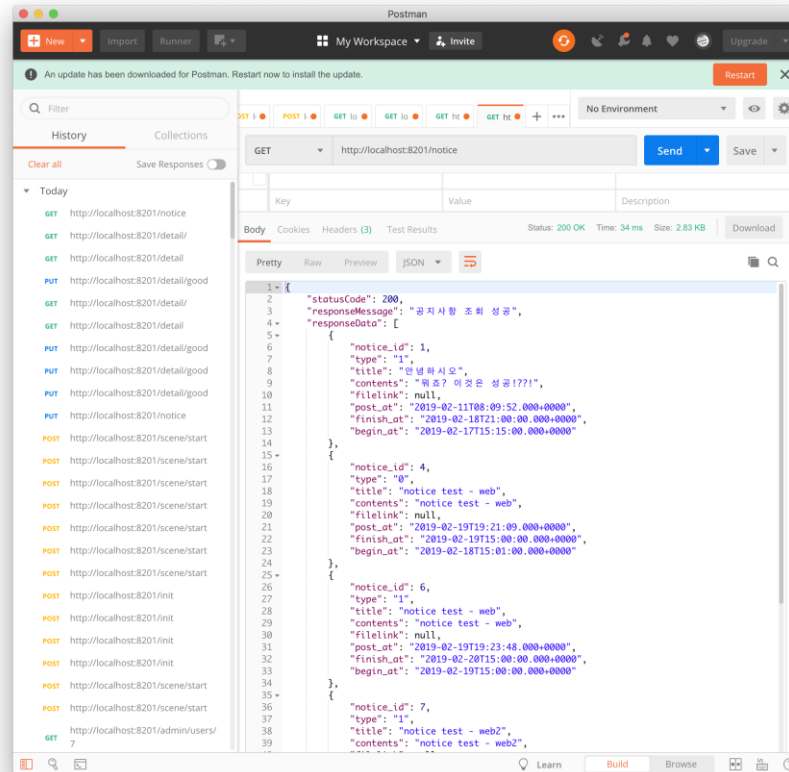 Postman
New
Import
Runner
My Workspace
Invite
Upgrade
An update has been downloaded for Postman. Restart now to install the update.
Restart
Filter
History
Collections
Clear all
Save Responses
Today
GET http://localhost:8201/notice
GET http://localhost:8201/detail/
GET http://localhost:8201/detail
PUT http://localhost:8201/detail/good
GET http://localhost:8201/detail/
GET http://localhost:8201/detail
PUT http://localhost:8201/detail/good
PUT http://localhost:8201/detail/good
PUT http://localhost:8201/detail/good
PUT http://localhost:8201/notice
POST http://localhost:8201/scene/start
POST http://localhost:8201/scene/start
POST http://localhost:8201/scene/start
POST http://localhost:8201/scene/start
POST http://localhost:8201/scene/start
POST http://localhost:8201/scene/start
POST http://localhost:8201/scene/start
POST http://localhost:8201/init
POST http://localhost:8201/init
POST http://localhost:8201/init
POST http://localhost:8201/init
POST http://localhost:8201/scene/start
POST http://localhost:8201/scene/start
GET http://localhost:8201/admin/users/
7
POST
GET lo
GET lo
GET ht
GET ht
No Environment
GET
http://localhost:8201/notice
Send
Save
Key Value Description
Body Cookies Headers (3) Test Results
Status: 200 OK Time: 34 ms Size: 2.83 KB
Download
Pretty Raw Preview JSON
1 {
2 "statusCode": 200,
3 "responseMessage": "공지사항 조회 성공",
4 "responseData": [
5 {
6 "notice_id": 1,
7 "type": "1",
8 "title": "안녕하시오",
9 "contents": "뭐죠? 이것은 성공!??!",
10 "filelink": null,
11 "post_at": "2019-02-11T08:09:52.000+0000",
12 "finish_at": "2019-02-18T21:00:00.000+0000",
13 "begin_at": "2019-02-17T15:15:00.000+0000"
14 },
15 {
16 "notice_id": 4,
17 "type": "0",
18 "title": "notice test - web",
19 "contents": "notice test - web",
20 "filelink": null,
21 "post_at": "2019-02-19T19:21:09.000+0000",
22 "finish_at": "2019-02-19T15:00:00.000+0000",
23 "begin_at": "2019-02-18T15:01:00.000+0000"
24 },
25 {
26 "notice_id": 6,
27 "type": "1",
28 "title": "notice test - web",
29 "contents": "notice test - web",
30 "filelink": null,
31 "post_at": "2019-02-19T19:23:48.000+0000",
32 "finish_at": "2019-02-20T15:00:00.000+0000",
33 "begin_at": "2019-02-19T15:00:00.000+0000"
34 },
35 {
36 "notice_id": 7,
37 "type": "1",
38 "title": "notice test - web2",
39 "contents": "notice test - web2",
Learn
Build
Browse